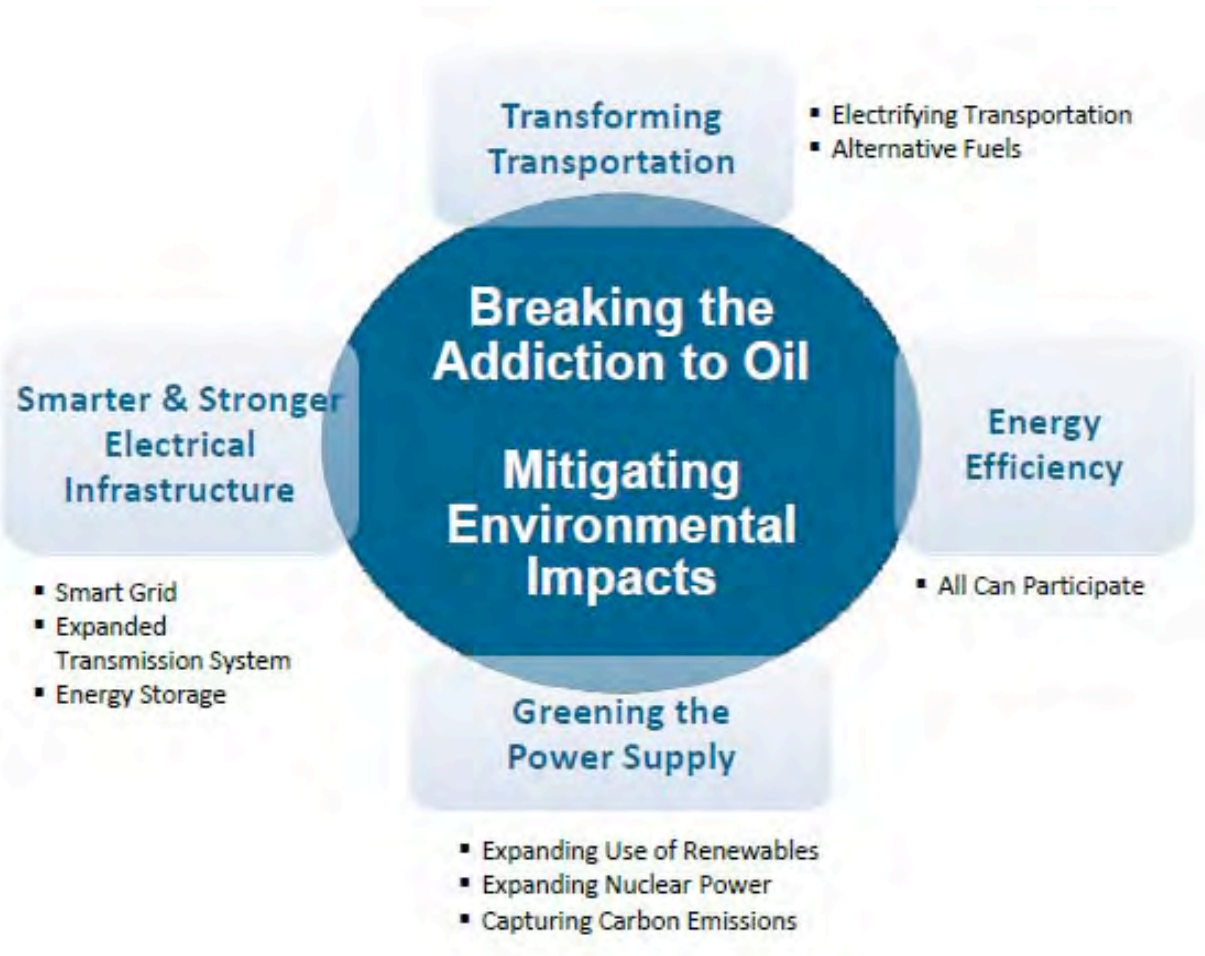 Transforming
Transportation
▪ Electrifying Transportation
▪ Alternative Fuels
Breaking the
Addiction to Oil
Mitigating
Environmental
Impacts
Smarter & Stronger
Electrical
Infrastructure
▪ Smart Grid
▪ Expanded
Transmission System
▪ Energy Storage
Energy
Efficiency
▪ All Can Participate
Greening the
Power Supply
▪ Expanding Use of Renewables
▪ Expanding Nuclear Power
▪ Capturing Carbon Emissions